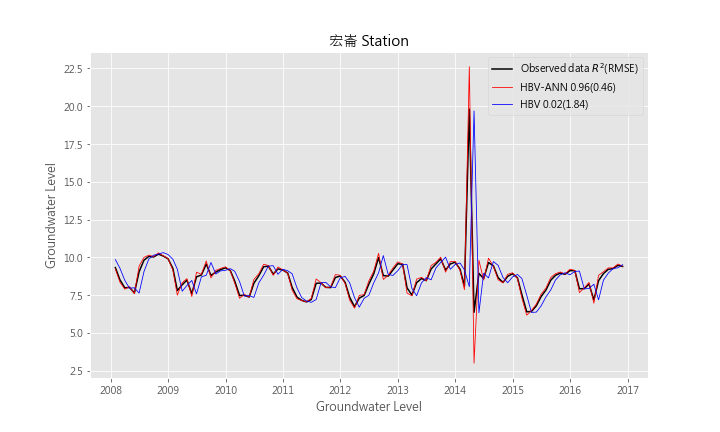 宏崙 Station
Observed data R²(RMSE)
HBV-ANN 0.96(0.46)
HBV 0.02(1.84)
Groundwater Level
22.5
20.0
17.5
15.0
12.5
10.0
7.5
5.0
2.5
2008 2009 2010 2011 2012 2013 2014 2015 2016 2017
Groundwater Level